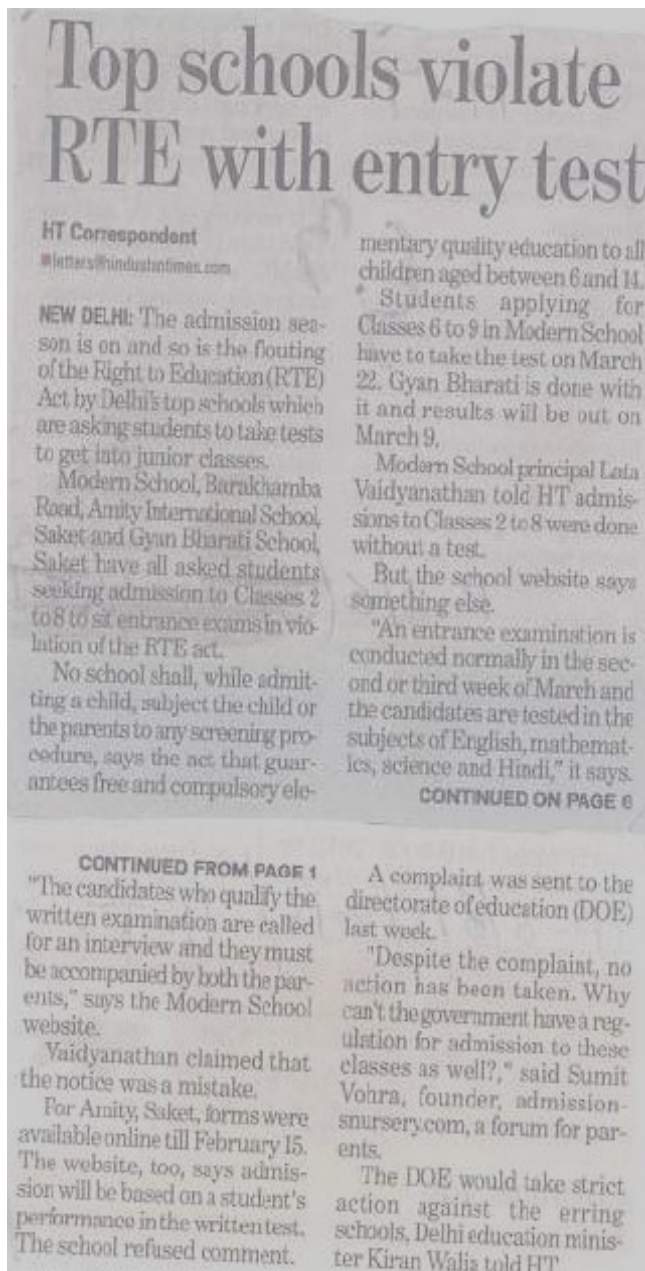 Top schools violate
RTE with entry test
HT Correspondent
letters@hindustantimes.com
NEW DELHI: The admission sea-
son is on and so is the flouting
of the Right to Education (RTE)
Act by Delhi's top schools which
are asking students to take tests
to get into junior classes.
Modern School, Barakhamba
Road, Amity International School,
Saket and Gyan Bharati School,
Saket have all asked students
seeking admission to Classes 2
to 8 to sit entrance exams in vio-
lation of the RTE act.
No school shall, while admit-
ting a child, subject the child or
the parents to any screening pro-
cedure, says the act that guar-
antees free and compulsory ele-
mentary quality education to all
children aged between 6 and 14.
Students applying for
Classes 6 to 9 in Modern School
have to take the test on March
22. Gyan Bharati is done with
it and results will be out on
March 9.
Modern School principal Lata
Vaidyanathan told HT admis-
sions to Classes 2 to 8 were done
without a test.
But the school website says
something else.
"An entrance examination is
conducted normally in the sec-
ond or third week of March and
the candidates are tested in the
subjects of English, mathemat-
ics, science and Hindi," it says.
CONTINUED ON PAGE 6
CONTINUED FROM PAGE 1
"The candidates who qualify the
written examination are called
for an interview and they must
be accompanied by both the par-
ents," says the Modern School
website.
Vaidyanathan claimed that
the notice was a mistake.
For Amity, Saket, forms were
available online till February 15.
The website, too, says admis-
sion will be based on a student's
performance in the written test.
The school refused comment.
A complaint was sent to the
directorate of education (DOE)
last week.
"Despite the complaint, no
action has been taken. Why
can't the government have a reg-
ulation for admission to these
classes as well?," said Sumit
Vohra, founder, admission-
snursery.com, a forum for par-
ents.
The DOE would take strict
action against the erring
schools, Delhi education minis-
ter Kiran Walia told HT